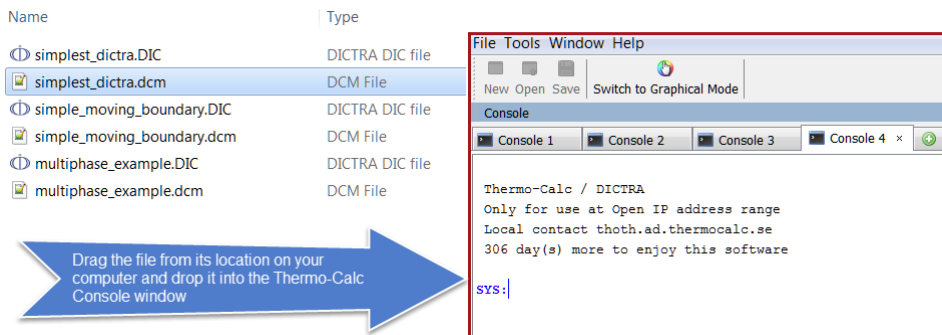 Name Type
simplest_dictra.DIC DICTRA DIC file
simplest_dictra.dcm DCM File
simple_moving_boundary.DIC DICTRA DIC file
simple_moving_boundary.dcm DCM File
multiphase_example.DIC DICTRA DIC file
multiphase_example.dcm DCM File
Drag the file from its location on your
computer and drop it into the Thermo-Calc
Console window
File Tools Window Help
New Open Save Switch to Graphical Mode
Console
Console 1 Console 2 Console 3 Console 4 ×
Thermo-Calc / DICTRA
Only for use at Open IP address range
Local contact thoth.ad.thermocalc.se
306 day(s) more to enjoy this software
SYS: